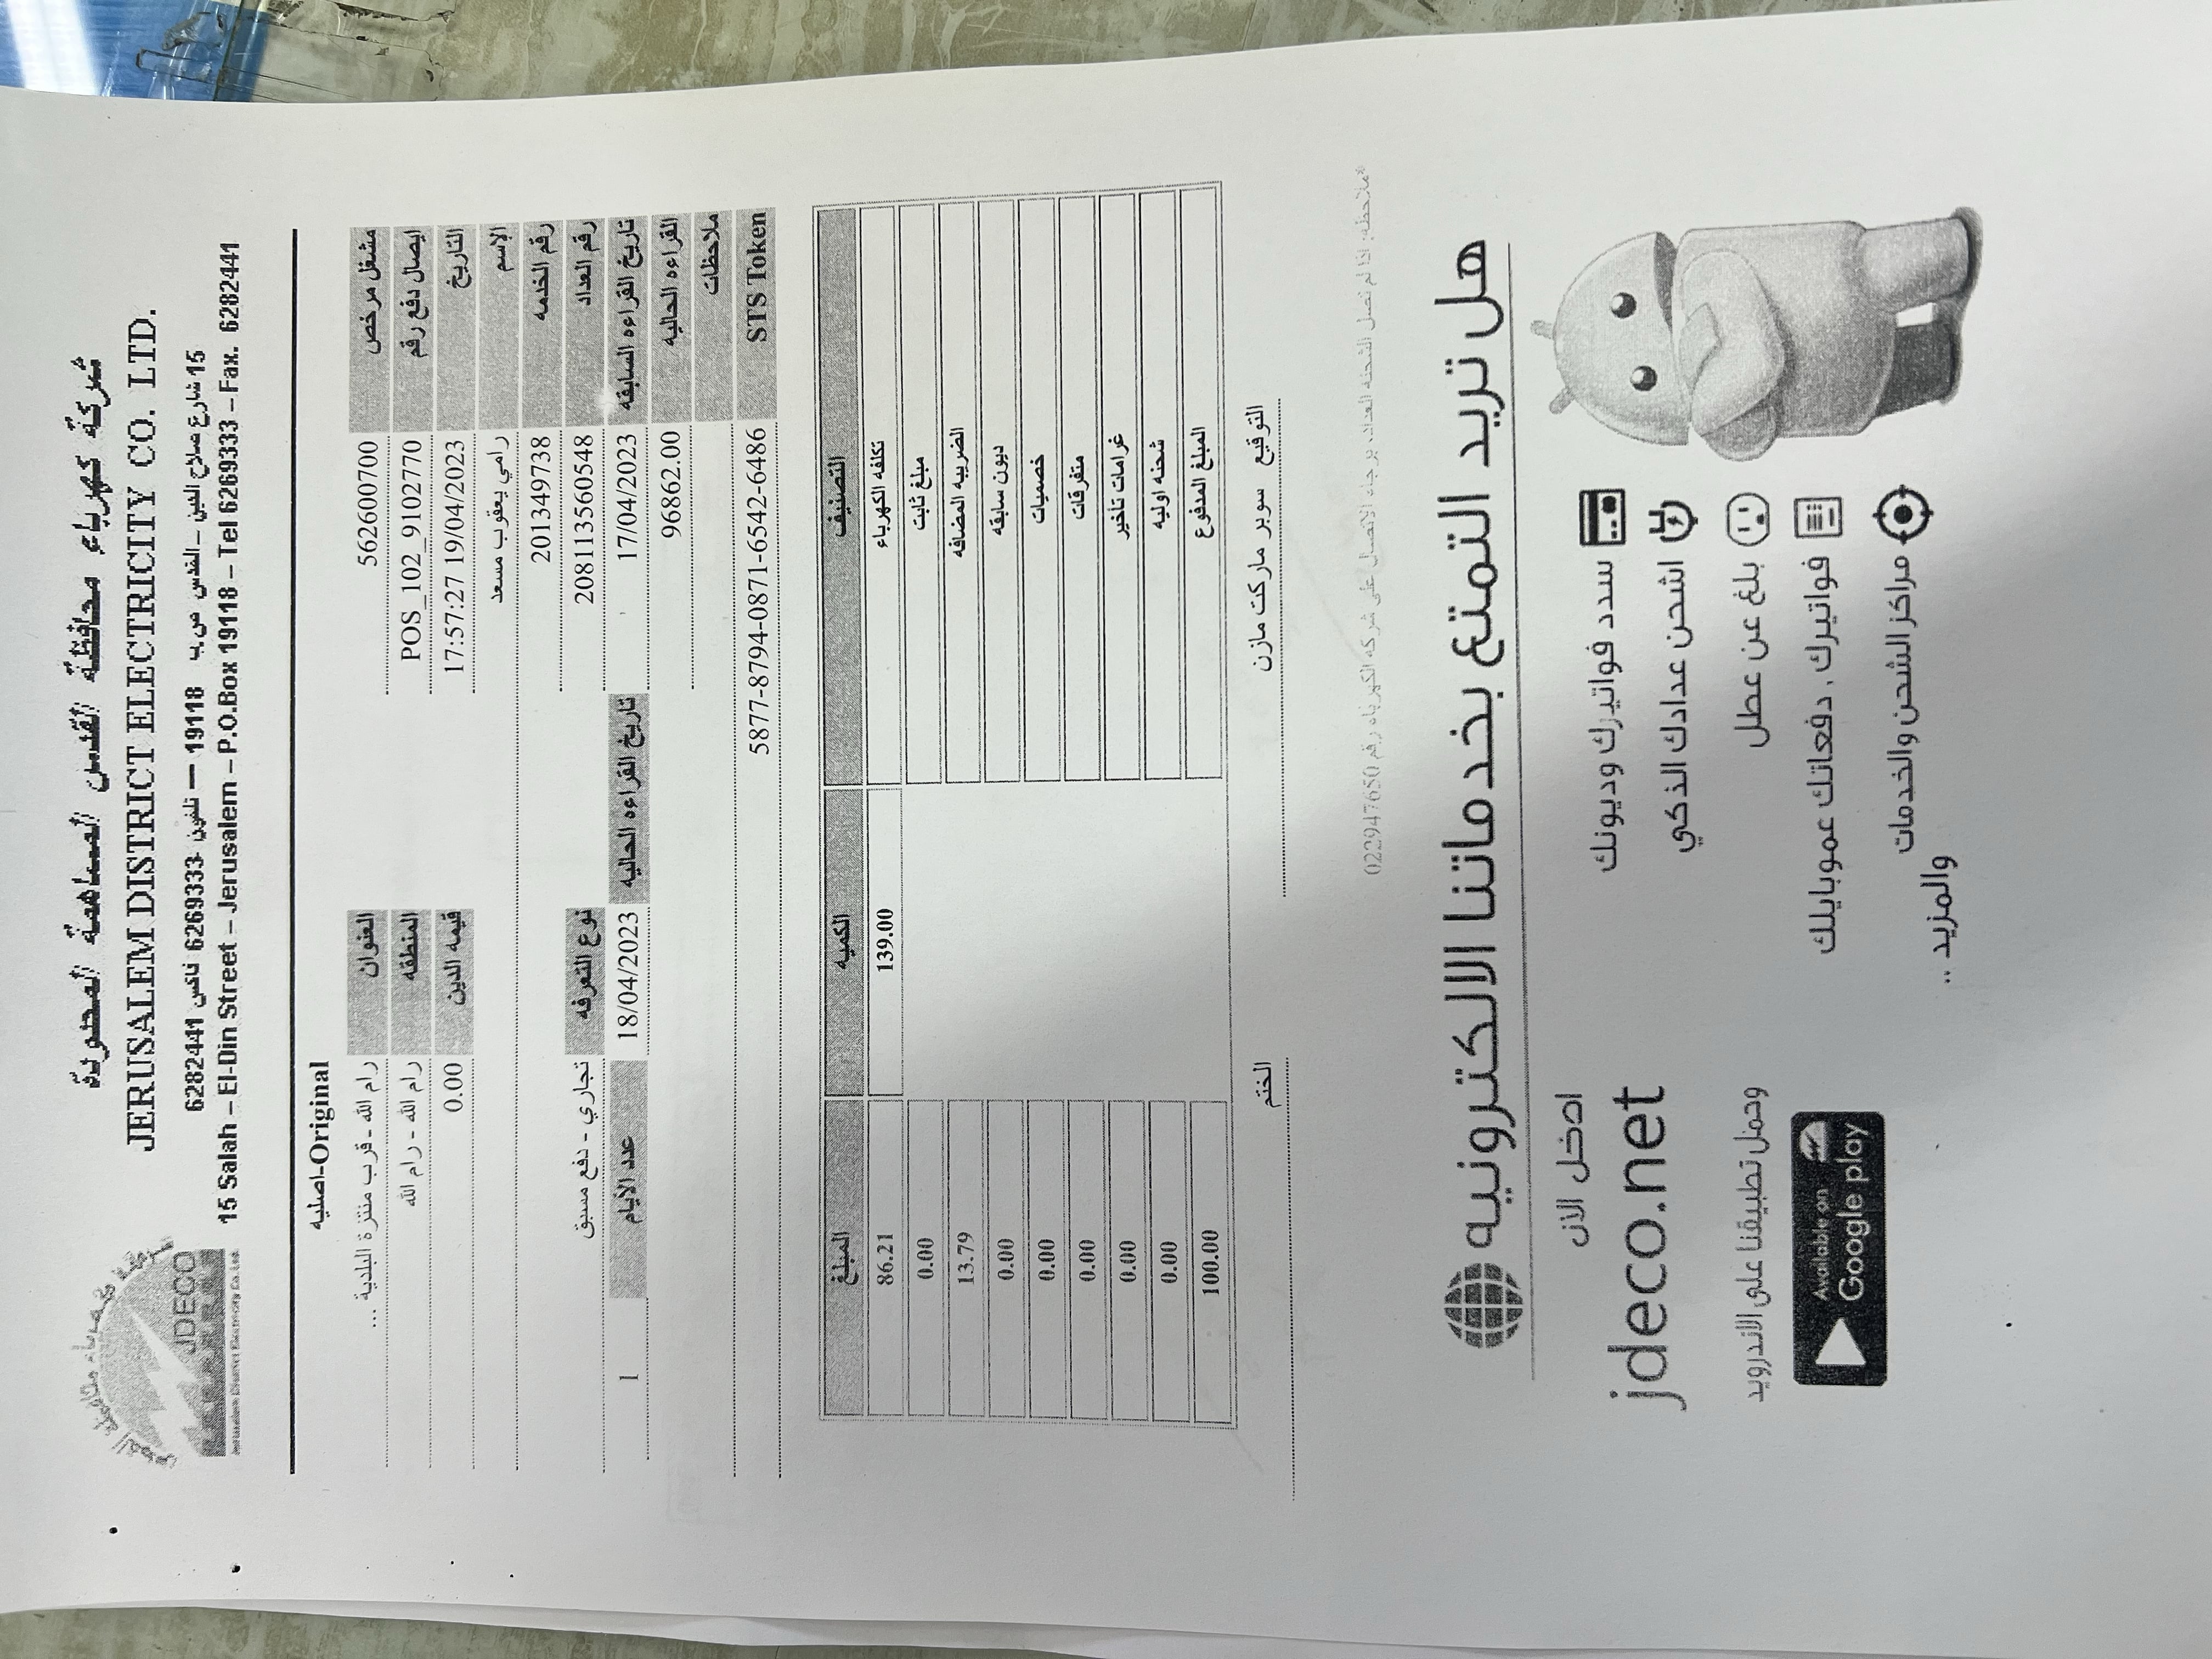 شركة كهرباء محافظة القدس المساهمة المحدودة
JERUSALEM DISTRICT ELECTRICITY CO. LTD.
15 شارع صلاح الدين – القدس ص.ب 19118 — تلفون 6269333 فاكس 6282441
15 Salah – El-Din Street – Jerusalem – P.O.Box 19118 – Tel 6269333 – Fax. 6282441
شركة كهرباء محافظة القدس
JDECO
Jerusalem District Electricity Co. Ltd.
اصليه-Original
مشغل مرخص 562600700 العنوان رام الله - قرب منتزة البلدية ...
ايصال دفع رقم POS_102_9102770 المنطقه رام الله - رام الله
التاريخ 17:57:27 19/04/2023 قيمه الدين 0.00
الإسم رامي يعقوب مسعد
رقم الخدمه 201349738
رقم العداد 208113560548 نوع التعرفه تجاري - دفع مسبق
تاريخ القراءه السابقه 17/04/2023 تاريخ القراءه الحاليه 18/04/2023 عدد الأيام 1
القراءه الحاليه 96862.00
ملاحظات
STS Token 5877-8794-0871-6542-6486
التصنيف الكميه المبلغ
تكلفه الكهرباء 139.00 86.21
مبلغ ثابت 0.00
الضريبه المضافه 13.79
ديون سابقه 0.00
خصميات 0.00
متفرقات 0.00
غرامات تأخير 0.00
شحنه اوليه 0.00
المبلغ المدفوع 100.00
التوقيع سوبر ماركت مازن الختم
*ملاحظه: اذا لم تصل الشحنه العداد، برجاء الاتصال على شركه الكهرباء رقم 022947650
هل تريد التمتع بخدماتنا الالكترونيه
سدد فواتيرك وديونك
اشحن عدادك الذكي
بلغ عن عطل
فواتيرك , دفعاتك عموبايلك
مراكز الشحن والخدمات
والمزيد ..
ادخل الان
jdeco.net
وحمل تطبيقنا على الاندرويد
Available on
Google play